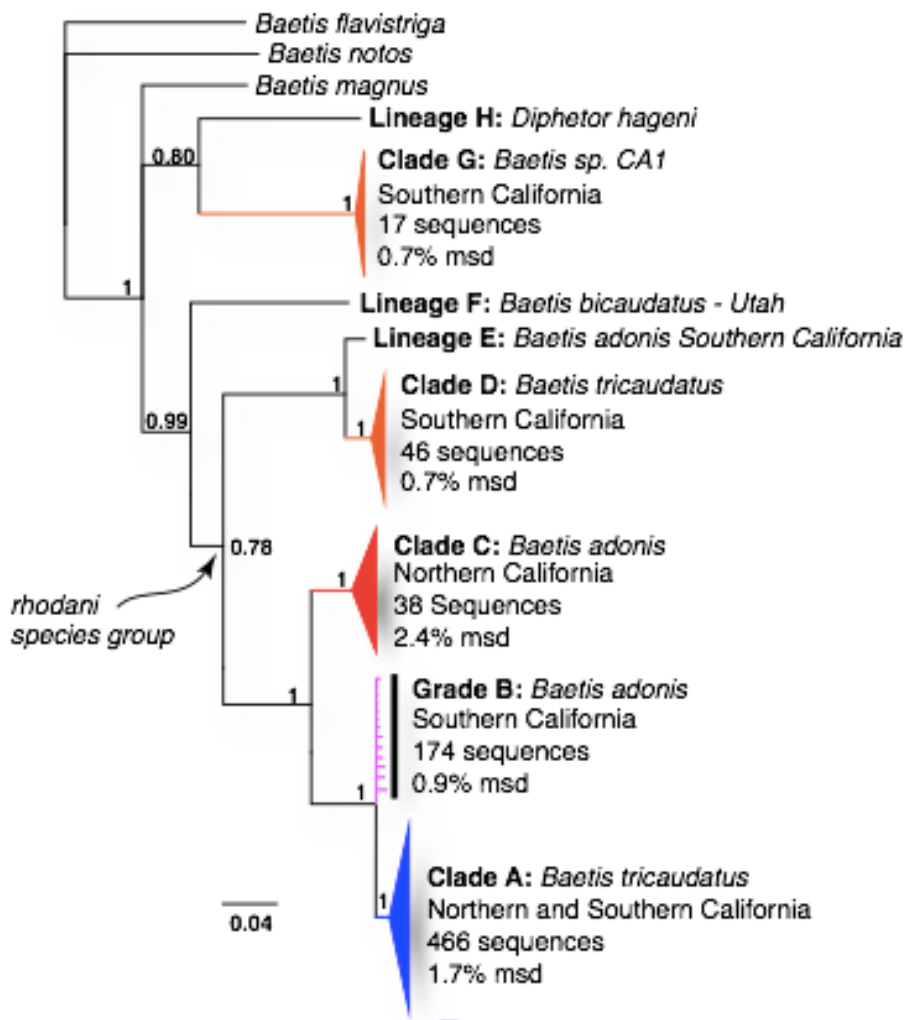 Baetis flavistriga
Baetis notos
Baetis magnus
Lineage H: Diphetor hageni
0.80
Clade G: Baetis sp. CA1
1
Southern California
17 sequences
0.7% msd
1
Lineage F: Baetis bicaudatus - Utah
Lineage E: Baetis adonis Southern California
1
Clade D: Baetis tricaudatus
0.99
1
Southern California
46 sequences
0.7% msd
0.78
Clade C: Baetis adonis
1
Northern California
38 Sequences
2.4% msd
rhodani
species group
1
Grade B: Baetis adonis
Southern California
174 sequences
0.9% msd
1
Clade A: Baetis tricaudatus
1
Northern and Southern California
466 sequences
1.7% msd
0.04